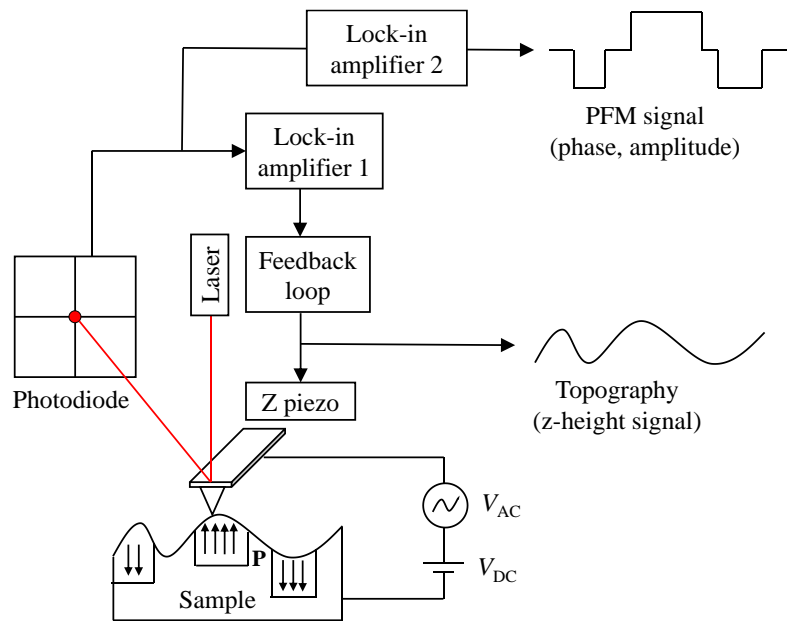 Lock-in
amplifier 2
PFM signal
(phase, amplitude)
Lock-in
amplifier 1
Laser
Feedback
loop
Photodiode
Z piezo
Topography
(z-height signal)
V_AC
P
V_DC
Sample